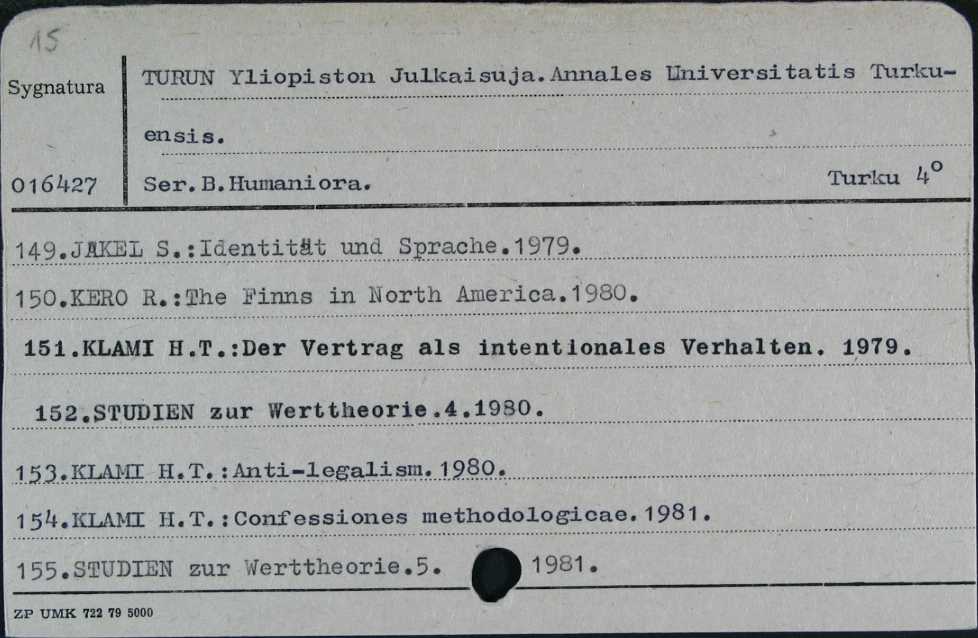 15
Sygnatura
TURUN Yliopiston Julkaisuja.Annales Universitatis Turku-
ensis.
016427
Ser.B.Humaniora. Turku 4°
149.JÄKEL S.:Identität und Sprache.1979.
150.KERO R.:The Finns in North America.1980.
151.KLAMI H.T.:Der Vertrag als intentionales Verhalten. 1979.
152.STUDIEN zur Werttheorie.4.1980.
153.KLAMI H.T.:Anti-legalism.1980.
154.KLAMI H.T.:Confessiones methodologicae.1981.
155.STUDIEN zur Werttheorie.5. 1981.
ZP UMK 722 79 5000